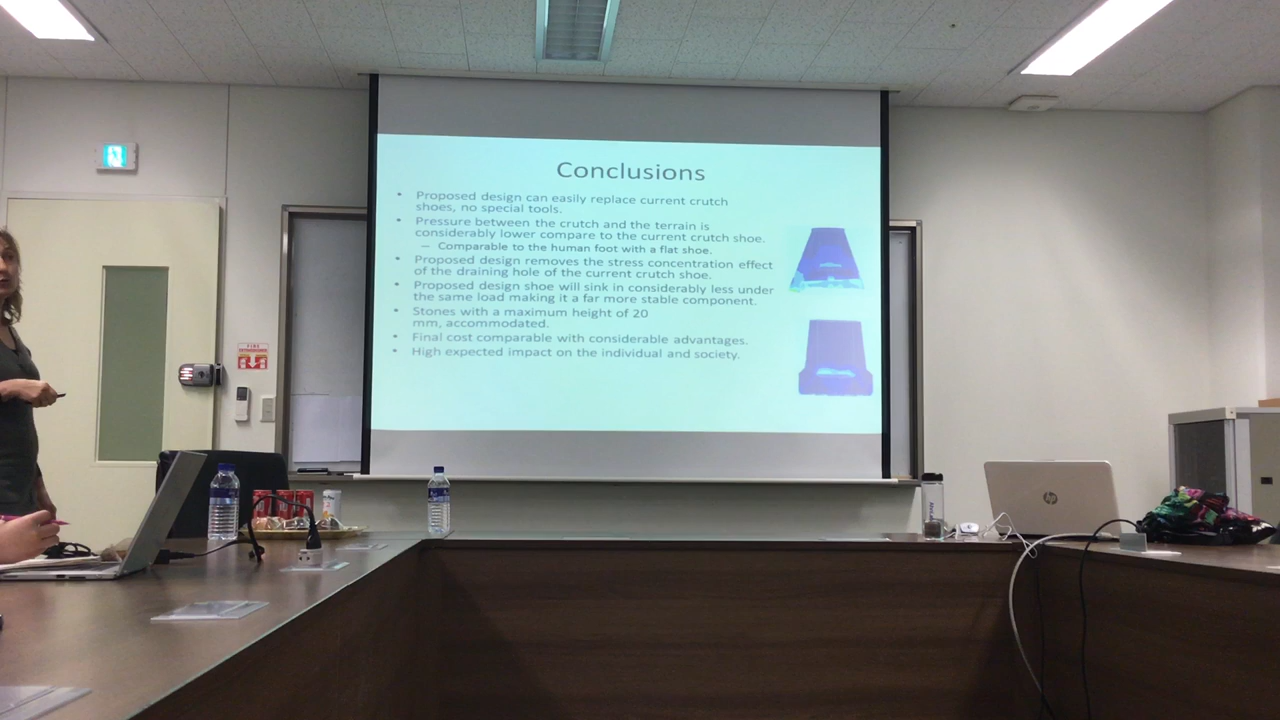 Conclusions
• Proposed design can easily replace current crutch
shoes, no special tools.
• Pressure between the crutch and the terrain is
considerably lower compare to the current crutch shoe.
– Comparable to the human foot with a flat shoe.
• Proposed design removes the stress concentration effect
of the draining hole of the current crutch shoe.
• Proposed design shoe will sink in considerably less under
the same load making it a far more stable component.
• Stones with a maximum height of 20
mm, accommodated.
• Final cost comparable with considerable advantages.
• High expected impact on the individual and society.
FIRE
hp